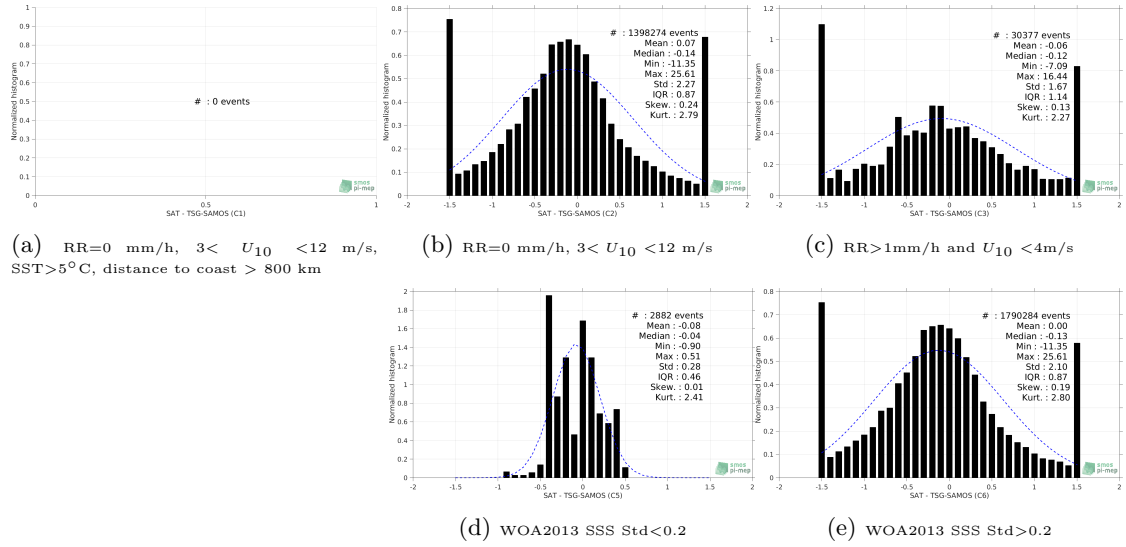 1
0.9
0.8
0.7
0.6
0.5
0.4
0.3
0.2
0.1
0
Normalized histogram
# : 0 events
smos
pi-mep
0 0.5 1
SAT - TSG-SAMOS (C1)
(a) RR=0 mm/h, 3< U10 <12 m/s,
SST>5°C, distance to coast > 800 km
0.8
0.7
0.6
0.5
0.4
0.3
0.2
0.1
0
Normalized histogram
# : 1398274 events
Mean : 0.07
Median : -0.14
Min : -11.35
Max : 25.61
Std : 2.27
IQR : 0.87
Skew. : 0.24
Kurt. : 2.79
smos
pi-mep
-2 -1.5 -1 -0.5 0 0.5 1 1.5 2
SAT - TSG-SAMOS (C2)
(b) RR=0 mm/h, 3< U10 <12 m/s
1.2
1
0.8
0.6
0.4
0.2
0
Normalized histogram
# : 30377 events
Mean : -0.06
Median : -0.12
Min : -7.09
Max : 16.44
Std : 1.67
IQR : 1.14
Skew. : 0.13
Kurt. : 2.27
smos
pi-mep
-2 -1.5 -1 -0.5 0 0.5 1 1.5 2
SAT - TSG-SAMOS (C3)
(c) RR>1mm/h and U10 <4m/s
2
1.8
1.6
1.4
1.2
1
0.8
0.6
0.4
0.2
0
Normalized histogram
# : 2882 events
Mean : -0.08
Median : -0.04
Min : -0.90
Max : 0.51
Std : 0.28
IQR : 0.46
Skew. : 0.01
Kurt. : 2.41
smos
pi-mep
-2 -1.5 -1 -0.5 0 0.5 1 1.5 2
SAT - TSG-SAMOS (C5)
(d) WOA2013 SSS Std<0.2
0.8
0.7
0.6
0.5
0.4
0.3
0.2
0.1
0
Normalized histogram
# : 1790284 events
Mean : 0.00
Median : -0.13
Min : -11.35
Max : 25.61
Std : 2.10
IQR : 0.87
Skew. : 0.19
Kurt. : 2.80
smos
pi-mep
-2 -1.5 -1 -0.5 0 0.5 1 1.5 2
SAT - TSG-SAMOS (C6)
(e) WOA2013 SSS Std>0.2